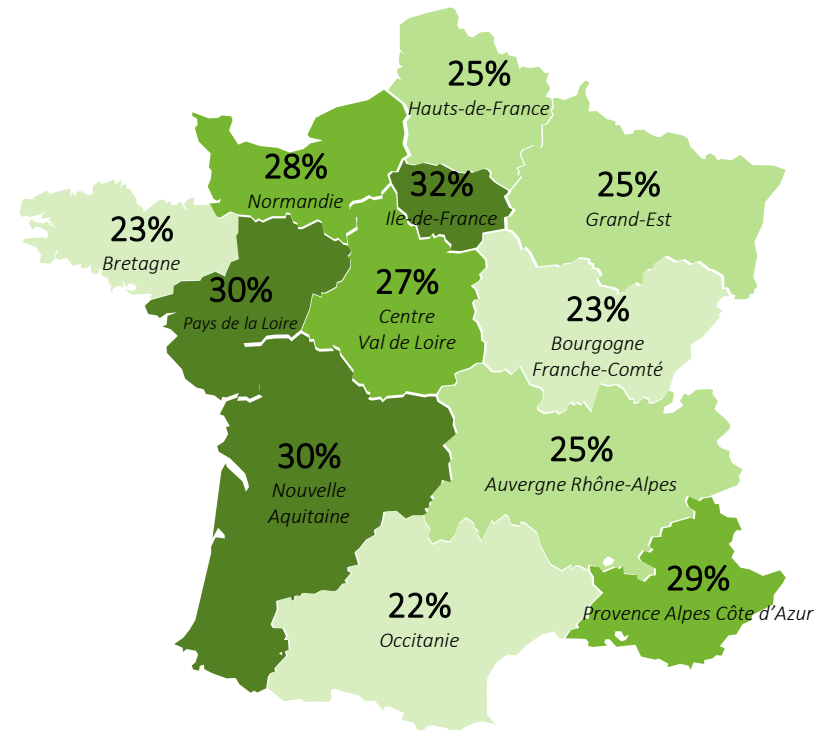 25%
Hauts-de-France
28%
Normandie
32%
Ile-de-France
25%
Grand-Est
23%
Bretagne
30%
Pays de la Loire
27%
Centre
Val de Loire
23%
Bourgogne
Franche-Comté
30%
Nouvelle
Aquitaine
25%
Auvergne Rhône-Alpes
29%
Provence Alpes Côte d’Azur
22%
Occitanie